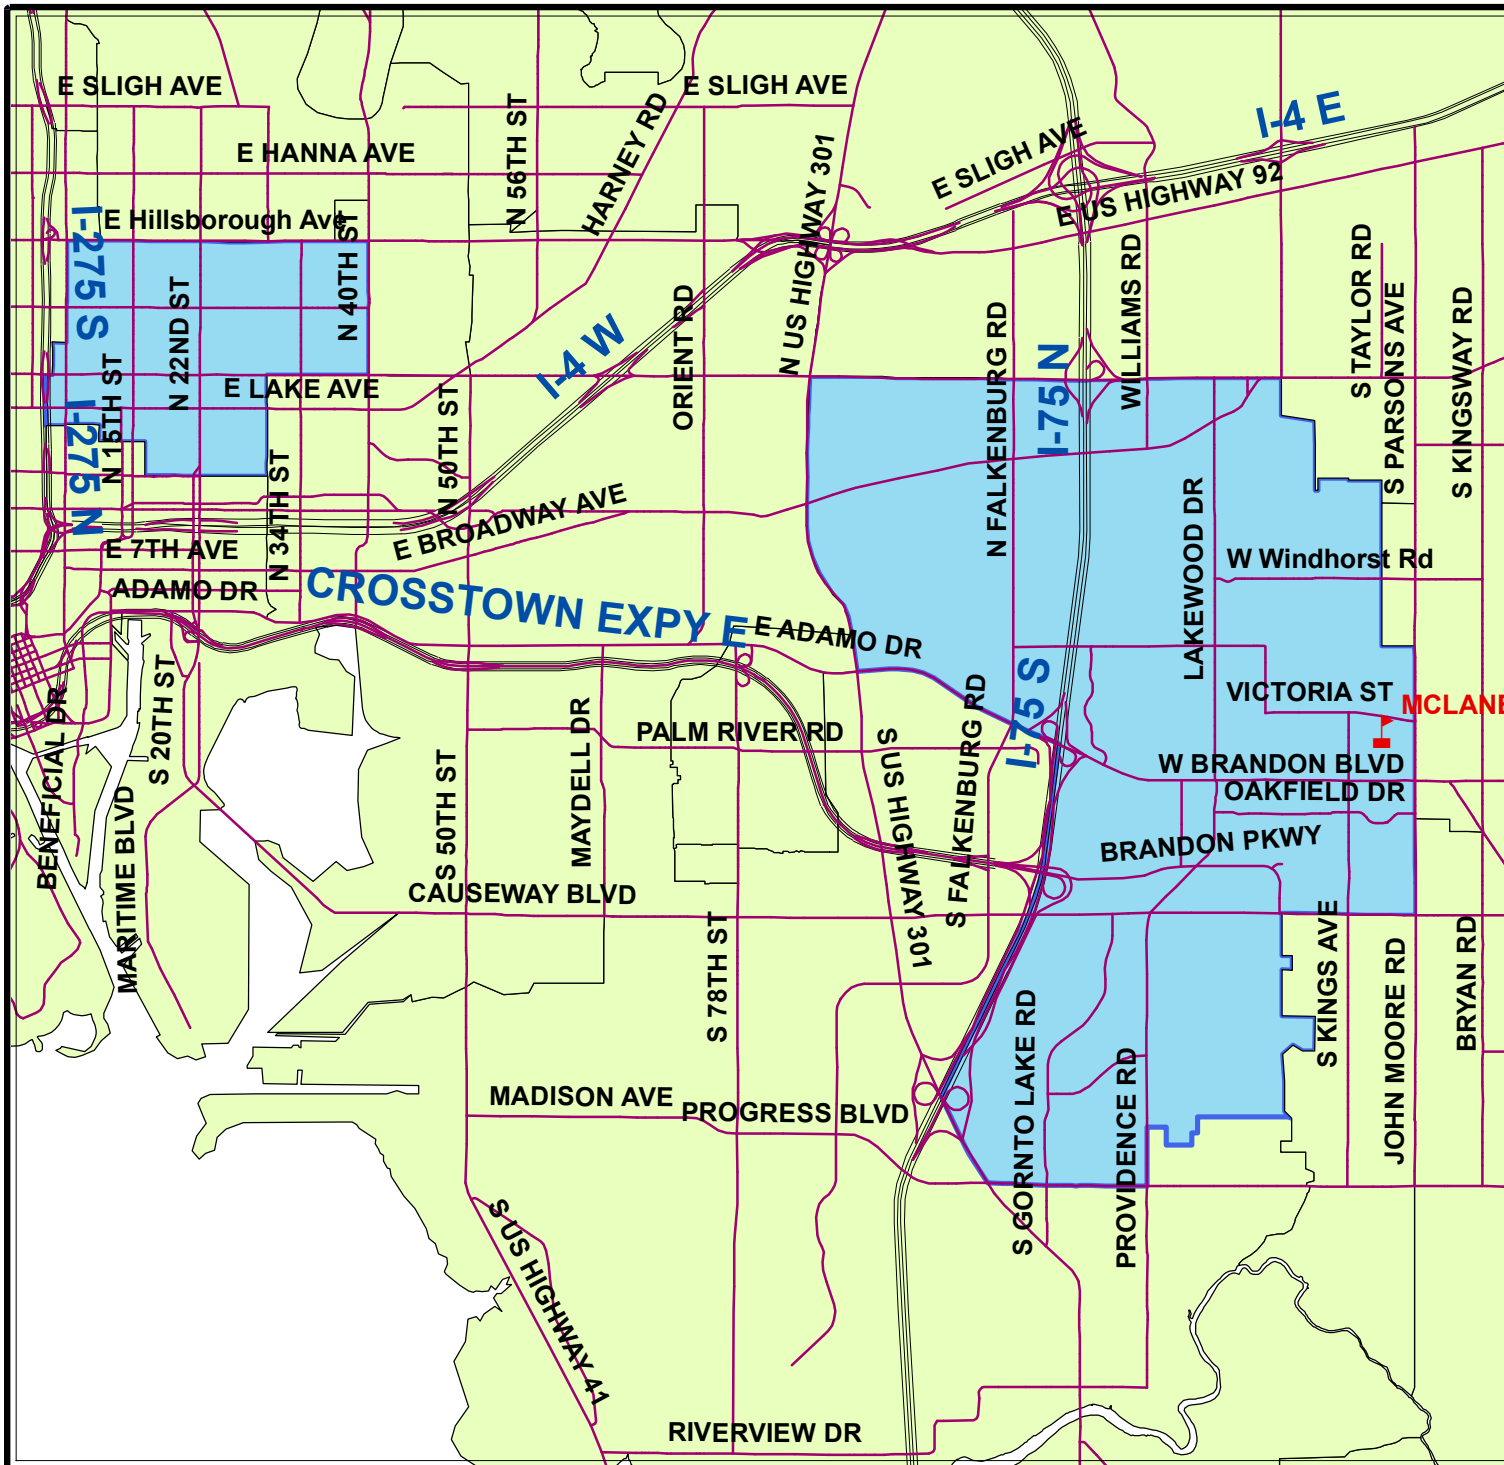 E SLIGH AVE
E SLIGH AVE
I-4 E
N 56TH ST
HARNEY RD
E HANNA AVE
E SLIGH AVE
E US HIGHWAY 92
E Hillsborough Ave
I-275 S
N 40TH ST
N 22ND ST
N US HIGHWAY 301
WILLIAMS RD
S TAYLOR RD
S PARSONS AVE
S KINGSWAY RD
ORIENT RD
I-4 W
N FALKENBURG RD
I-75 N
E LAKE AVE
N 15TH ST
I-275 N
N 50TH ST
N 34TH ST
E BROADWAY AVE
LAKEWOOD DR
E 7TH AVE
W Windhorst Rd
ADAMO DR
CROSSTOWN EXPY E
E ADAMO DR
VICTORIA ST
MCLANE
BENEFICIAL DR
S 20TH ST
I-75 S
S FALKENBURG RD
MAYDELL DR
PALM RIVER RD
S US HIGHWAY 301
W BRANDON BLVD
OAKFIELD DR
MARITIME BLVD
S 50TH ST
BRANDON PKWY
CAUSEWAY BLVD
S 78TH ST
S KINGS AVE
JOHN MOORE RD
BRYAN RD
S GORNTO LAKE RD
PROVIDENCE RD
MADISON AVE
PROGRESS BLVD
S US HIGHWAY 41
RIVERVIEW DR